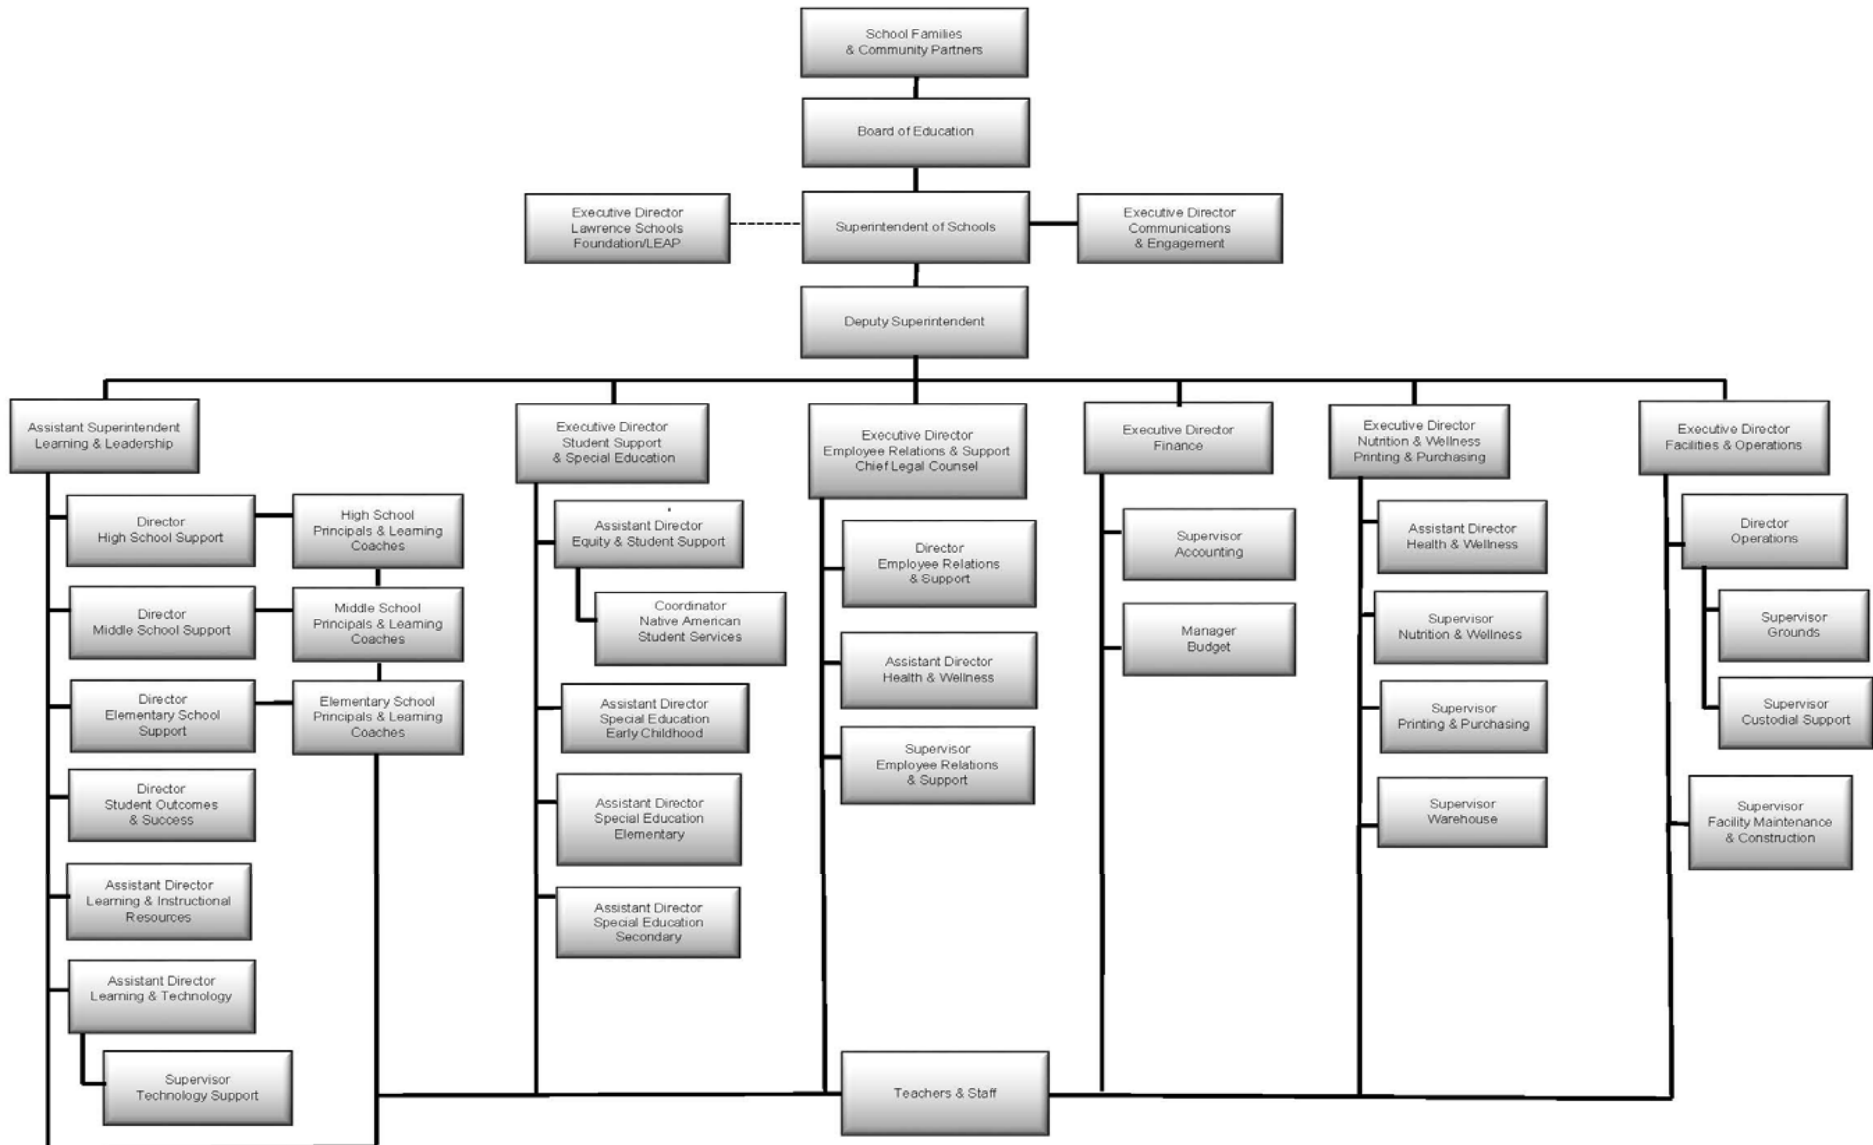 School Families
& Community Partners
Board of Education
Executive Director
Lawrence Schools
Foundation/LEAP
Superintendent of Schools
Executive Director
Communications
& Engagement
Deputy Superintendent
Assistant Superintendent
Learning & Leadership
Director
High School Support
High School
Principals & Learning
Coaches
Director
Middle School Support
Middle School
Principals & Learning
Coaches
Director
Elementary School
Support
Elementary School
Principals & Learning
Coaches
Director
Student Outcomes
& Success
Assistant Director
Learning & Instructional
Resources
Assistant Director
Learning & Technology
Supervisor
Technology Support
Executive Director
Student Support
& Special Education
Assistant Director
Equity & Student Support
Coordinator
Native American
Student Services
Assistant Director
Special Education
Early Childhood
Assistant Director
Special Education
Elementary
Assistant Director
Special Education
Secondary
Executive Director
Employee Relations & Support
Chief Legal Counsel
Director
Employee Relations
& Support
Assistant Director
Health & Wellness
Supervisor
Employee Relations
& Support
Executive Director
Finance
Supervisor
Accounting
Manager
Budget
Executive Director
Nutrition & Wellness
Printing & Purchasing
Assistant Director
Health & Wellness
Supervisor
Nutrition & Wellness
Supervisor
Printing & Purchasing
Supervisor
Warehouse
Executive Director
Facilities & Operations
Director
Operations
Supervisor
Grounds
Supervisor
Custodial Support
Supervisor
Facility Maintenance
& Construction
Teachers & Staff